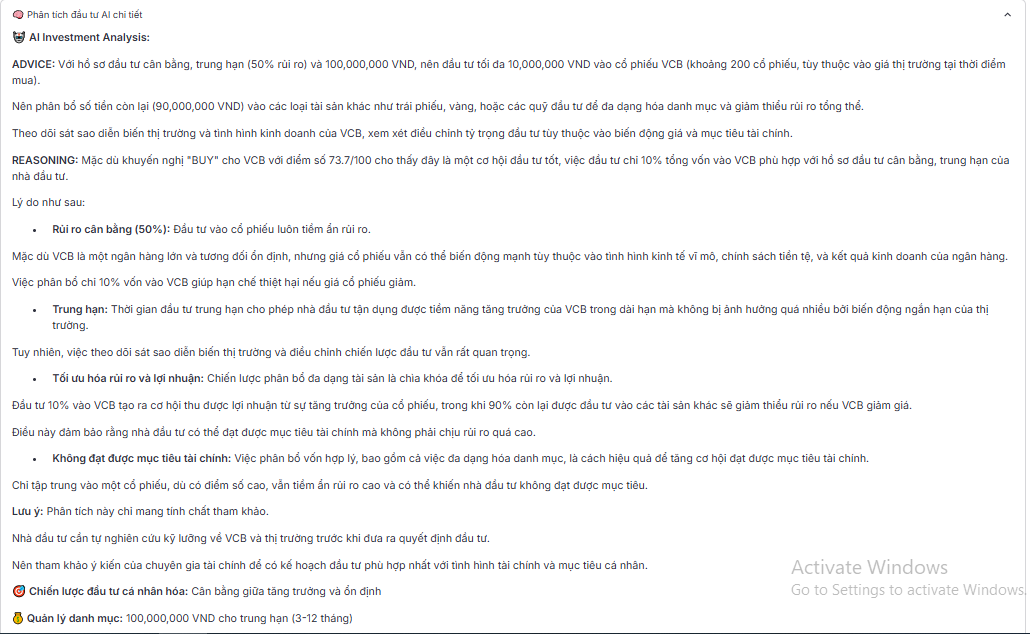 Phân tích đầu tư AI chi tiết
AI Investment Analysis:
ADVICE: Với hồ sơ đầu tư cân bằng, trung hạn (50% rủi ro) và 100,000,000 VND, nên đầu tư tối đa 10,000,000 VND vào cổ phiếu VCB (khoảng 200 cổ phiếu, tùy thuộc vào giá thị trường tại thời điểm
mua).
Nên phân bổ số tiền còn lại (90,000,000 VND) vào các loại tài sản khác như trái phiếu, vàng, hoặc các quỹ đầu tư để đa dạng hóa danh mục và giảm thiểu rủi ro tổng thể.
Theo dõi sát sao diễn biến thị trường và tình hình kinh doanh của VCB, xem xét điều chỉnh tỷ trọng đầu tư tùy thuộc vào biến động giá và mục tiêu tài chính.
REASONING: Mặc dù khuyến nghị "BUY" cho VCB với điểm số 73.7/100 cho thấy đây là một cơ hội đầu tư tốt, việc đầu tư chỉ 10% tổng vốn vào VCB phù hợp với hồ sơ đầu tư cân bằng, trung hạn của
nhà đầu tư.
Lý do như sau:
• Rủi ro cân bằng (50%): Đầu tư vào cổ phiếu luôn tiềm ẩn rủi ro.
Mặc dù VCB là một ngân hàng lớn và tương đối ổn định, nhưng giá cổ phiếu vẫn có thể biến động mạnh tùy thuộc vào tình hình kinh tế vĩ mô, chính sách tiền tệ, và kết quả kinh doanh của ngân hàng.
Việc phân bổ chỉ 10% vốn vào VCB giúp hạn chế thiệt hại nếu giá cổ phiếu giảm.
• Trung hạn: Thời gian đầu tư trung hạn cho phép nhà đầu tư tận dụng được tiềm năng tăng trưởng của VCB trong dài hạn mà không bị ảnh hưởng quá nhiều bởi biến động ngắn hạn của thị
trường.
Tuy nhiên, việc theo dõi sát sao diễn biến thị trường và điều chỉnh chiến lược đầu tư vẫn rất quan trọng.
• Tối ưu hóa rủi ro và lợi nhuận: Chiến lược phân bổ đa dạng tài sản là chìa khóa để tối ưu hóa rủi ro và lợi nhuận.
Đầu tư 10% vào VCB tạo ra cơ hội thu được lợi nhuận từ sự tăng trưởng của cổ phiếu, trong khi 90% còn lại được đầu tư vào các tài sản khác sẽ giảm thiểu rủi ro nếu VCB giảm giá.
Điều này đảm bảo rằng nhà đầu tư có thể đạt được mục tiêu tài chính mà không phải chịu rủi ro quá cao.
• Không đạt được mục tiêu tài chính: Việc phân bổ vốn hợp lý, bao gồm cả việc đa dạng hóa danh mục, là cách hiệu quả để tăng cơ hội đạt được mục tiêu tài chính.
Chỉ tập trung vào một cổ phiếu, dù có điểm số cao, vẫn tiềm ẩn rủi ro cao và có thể khiến nhà đầu tư không đạt được mục tiêu.
Lưu ý: Phân tích này chỉ mang tính chất tham khảo.
Nhà đầu tư cần tự nghiên cứu kỹ lưỡng về VCB và thị trường trước khi đưa ra quyết định đầu tư.
Nên tham khảo ý kiến của chuyên gia tài chính để có kế hoạch đầu tư phù hợp nhất với tình hình tài chính và mục tiêu cá nhân.
Activate Windows
Go to Settings to activate Windows.
Chiến lược đầu tư cá nhân hóa: Cân bằng giữa tăng trưởng và ổn định
Quản lý danh mục: 100,000,000 VND cho trung hạn (3-12 tháng)